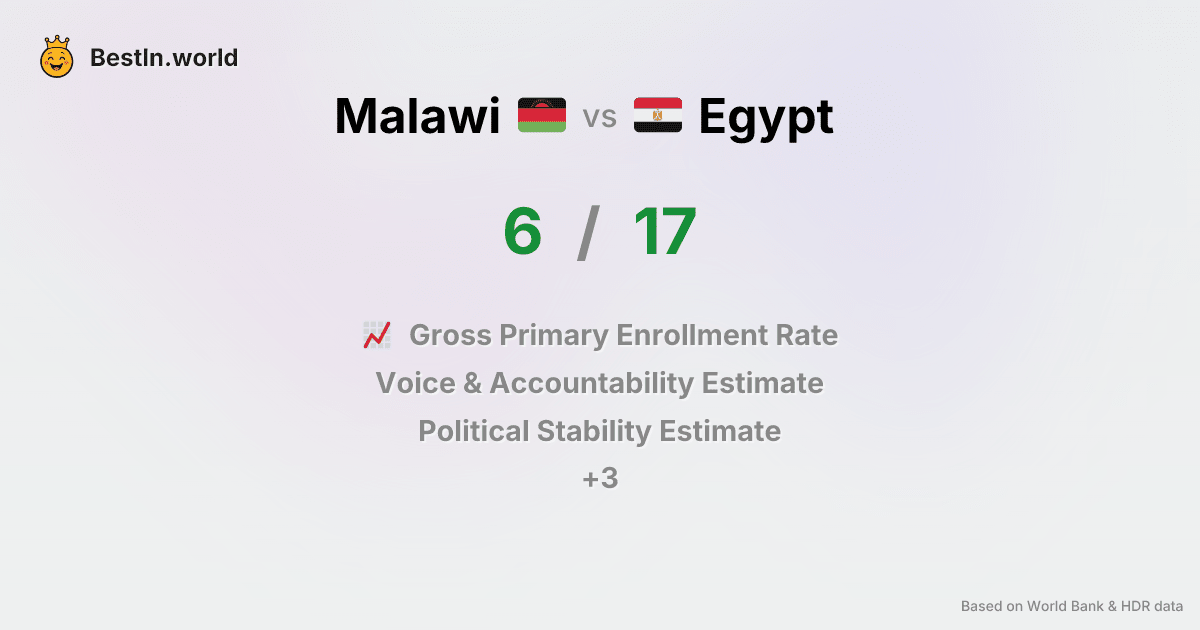 BestIn.world
Malawi vs Egypt
6 / 17
Gross Primary Enrollment Rate
Voice & Accountability Estimate
Political Stability Estimate
+3
Based on World Bank & HDR data